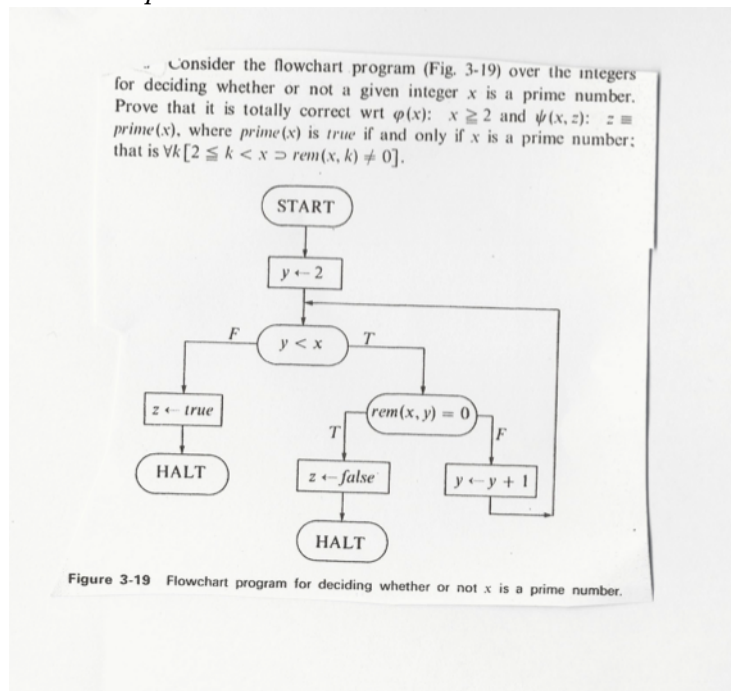 Consider the flowchart program (Fig. 3-19) over the integers
for deciding whether or not a given integer x is a prime number.
Prove that it is totally correct wrt φ(x): x ≧ 2 and ψ(x, z): z ≡
prime(x), where prime(x) is true if and only if x is a prime number;
that is ∀k[2 ≦ k < x ⊃ rem(x, k) ≠ 0].
START
y ← 2
F
y < x
T
z ← true
rem(x, y) = 0
T
F
HALT
z ← false
y ← y + 1
HALT
Figure 3-19 Flowchart program for deciding whether or not x is a prime number.